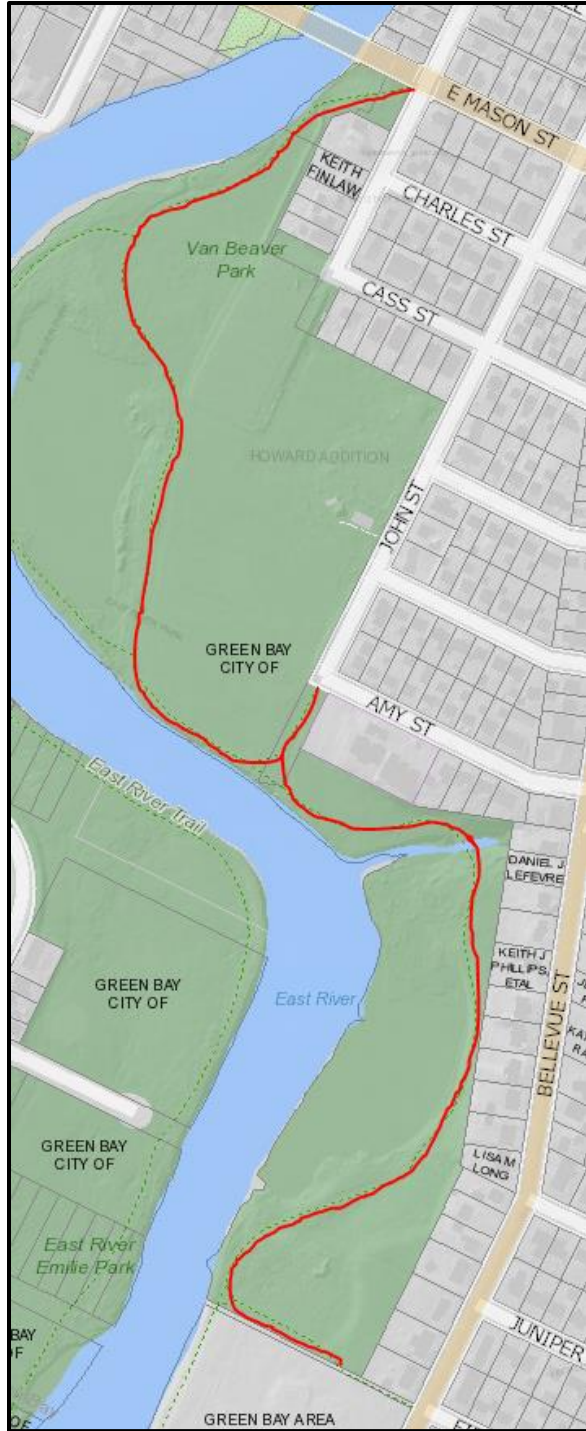 E MASON ST
KEITH
FINLAW
CHARLES ST
Van Beaver
Park
CASS ST
HOWARD ADDITION
JOHN ST
GREEN BAY
CITY OF
AMY ST
East River Trail
DANIEL J
LEFEVRE
KEITH J
PHILLIPS,
ETAL
GREEN BAY
CITY OF
East River
BELLEVUE ST
GREEN BAY
CITY OF
LISA M
LONG
East River
Emilie Park
JUNIPER
GREEN BAY AREA